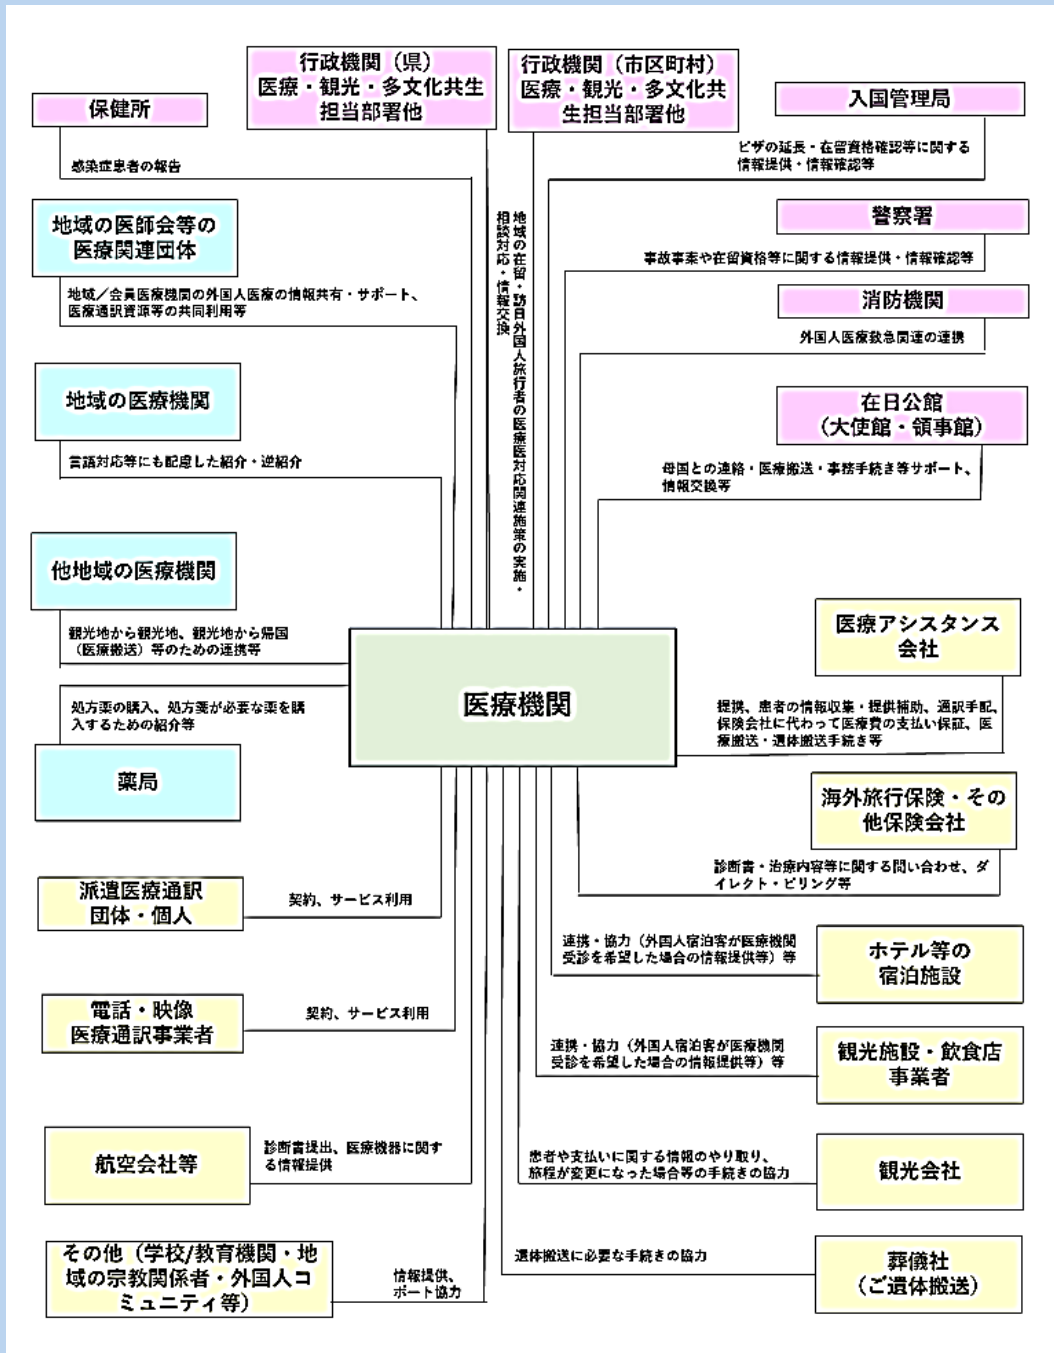 行政機関（県）
医療・観光・多文化共生
担当部署他
行政機関（市区町村）
医療・観光・多文化共
生担当部署他
保健所
入国管理局
感染症患者の報告
ビザの延長・在留資格確認等に関する
情報提供・情報確認等
地域の医師会等の
医療関連団体
警察署
地域の在留・訪日外国人旅行者の医療医対応関連施策の実施・
相談対応・情報交換
事故事案や在留資格等に関する情報提供・情報確認等
地域／会員医療機関の外国人医療の情報共有・サポート、
医療通訳資源等の共同利用等
消防機関
外国人医療救急関連の連携
地域の医療機関
在日公館
（大使館・領事館）
言語対応等にも配慮した紹介・逆紹介
母国との連絡・医療搬送・事務手続き等サポート、
情報交換等
他地域の医療機関
観光地から観光地、観光地から帰国
（医療搬送）等のための連携等
医療アシスタンス
会社
医療機関
処方薬の購入、処方薬が必要な薬を購
入するための紹介等
提携、患者の情報収集・提供補助、通訳手配、
保険会社に代わって医療費の支払い保証、医
療搬送・遺体搬送手続き等
薬局
海外旅行保険・その
他保険会社
診断書・治療内容等に関する問い合わせ、ダ
イレクト・ビリング等
派遣医療通訳
団体・個人
契約、サービス利用
連携・協力（外国人宿泊客が医療機関
受診を希望した場合の情報提供等）等
ホテル等の
宿泊施設
電話・映像
医療通訳事業者
契約、サービス利用
連携・協力（外国人宿泊客が医療機関
受診を希望した場合の情報提供等）等
観光施設・飲食店
事業者
航空会社等
診断書提出、医療機器に関す
る情報提供
患者や支払いに関する情報のやり取り、
旅程が変更になった場合等の手続きの協力
観光会社
その他（学校/教育機関・地
域の宗教関係者・外国人コ
ミュニティ等）
情報提供、
ポート協力
遺体搬送に必要な手続きの協力
葬儀社
（ご遺体搬送）